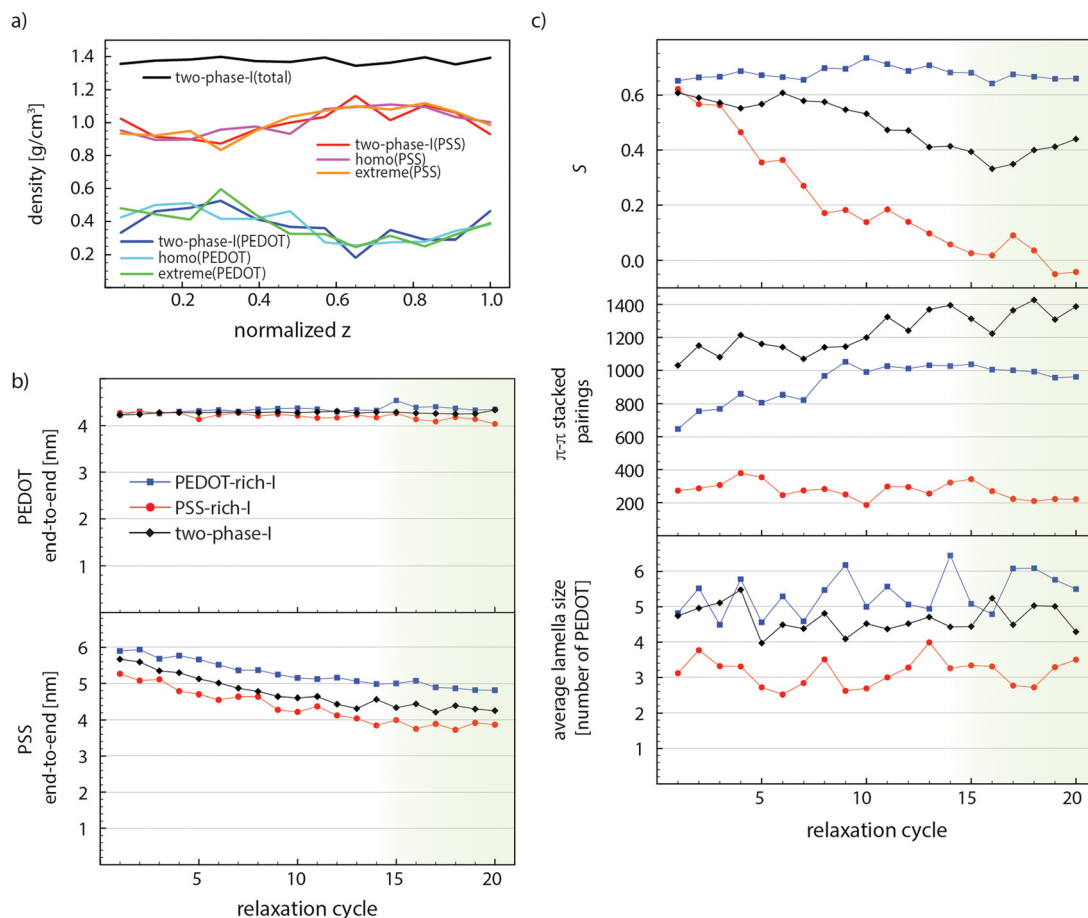 a)
density [g/cm³]
1.4
1.2
1.0
0.8
0.6
0.4
0.2
two-phase-I(total)
two-phase-I(PSS)
homo(PSS)
extreme(PSS)
two-phase-I(PEDOT)
homo(PEDOT)
extreme(PEDOT)
0.2
0.4
0.6
0.8
1.0
normalized z
b)
PEDOT
end-to-end [nm]
4
4
2
2
1
PEDOT-rich-I
PSS-rich-I
two-phase-I
PSS
end-to-end [nm]
6
5
4
4
2
1
5
10
15
20
relaxation cycle
c)
S
0.6
0.4
0.2
0.0
π-π stacked
pairings
1400
1200
1000
800
600
400
200
average lamella size
[number of PEDOT]
6
5
4
3
2
1
5
10
15
20
relaxation cycle